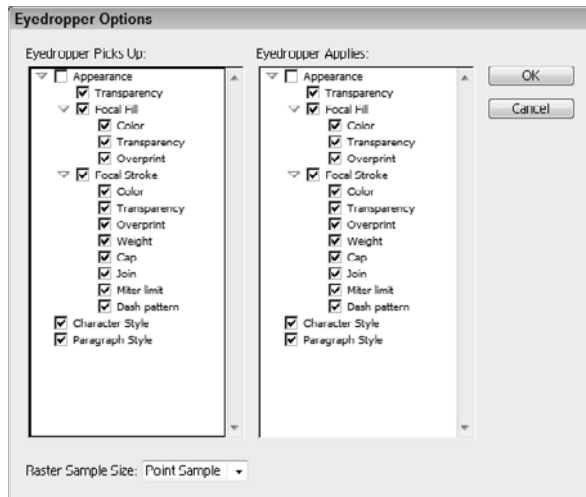 Eyedropper Options
Eyedropper Picks Up:
Appearance
Transparency
Focal Fill
Color
Transparency
Overprint
Focal Stroke
Color
Transparency
Overprint
Weight
Cap
Join
Miter limit
Dash pattern
Character Style
Paragraph Style
Eyedropper Applies:
Appearance
Transparency
Focal Fill
Color
Transparency
Overprint
Focal Stroke
Color
Transparency
Overprint
Weight
Cap
Join
Miter limit
Dash pattern
Character Style
Paragraph Style
OK
Cancel
Raster Sample Size: Point Sample